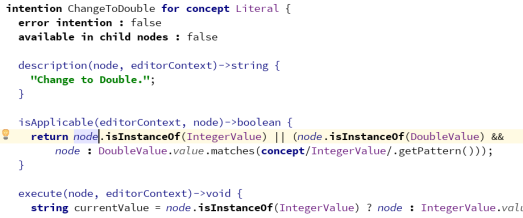 intention ChangeToDouble for concept Literal {
error intention : false
available in child nodes : false
description(node, editorContext)->string {
"Change to Double.";
}
isApplicable(editorContext, node)->boolean {
return node.isInstanceOf(IntegerValue) || (node.isInstanceOf(DoubleValue) &&
node : DoubleValue.value.matches(concept/IntegerValue/.getPattern()));
}
execute(node, editorContext)->void {
string currentValue = node.isInstanceOf(IntegerValue) ? node : IntegerValue.valu